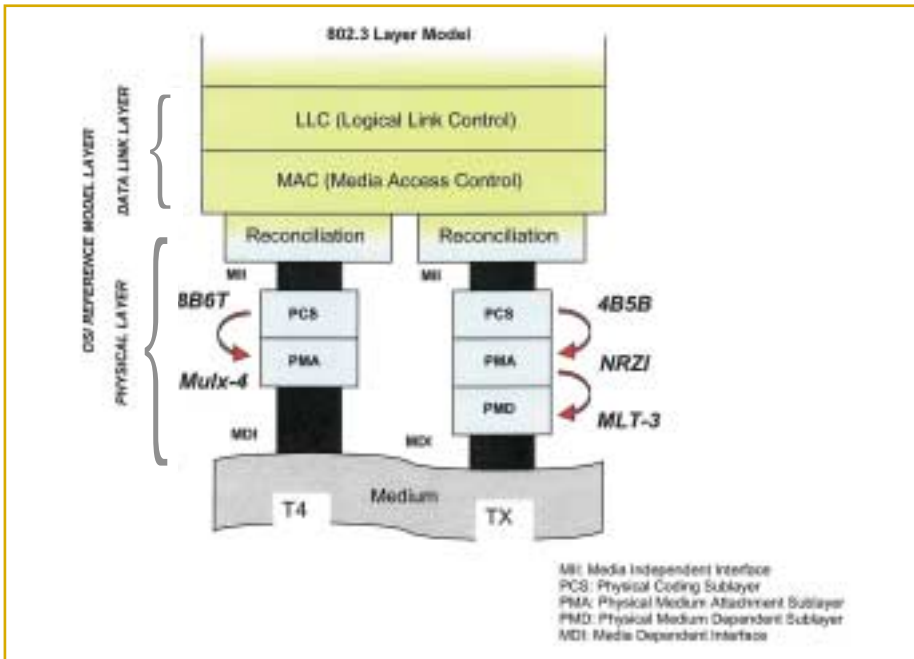 802.3 Layer Model
OSI REFERENCE MODEL LAYER
DATA LINK LAYER
PHYSICAL LAYER
LLC (Logical Link Control)
MAC (Media Access Control)
Reconciliation
Reconciliation
MII
MII
8B6T
PCS
PMA
Mulx-4
MDI
4B5B
PCS
PMA
NRZI
PMD
MLT-3
MDI
Medium
T4
TX
MII: Media Independent Interface
PCS: Physical Coding Sublayer
PMA: Physical Medium Attachment Sublayer
PMD: Physical Medium Dependent Sublayer
MDI: Media Dependent Interface